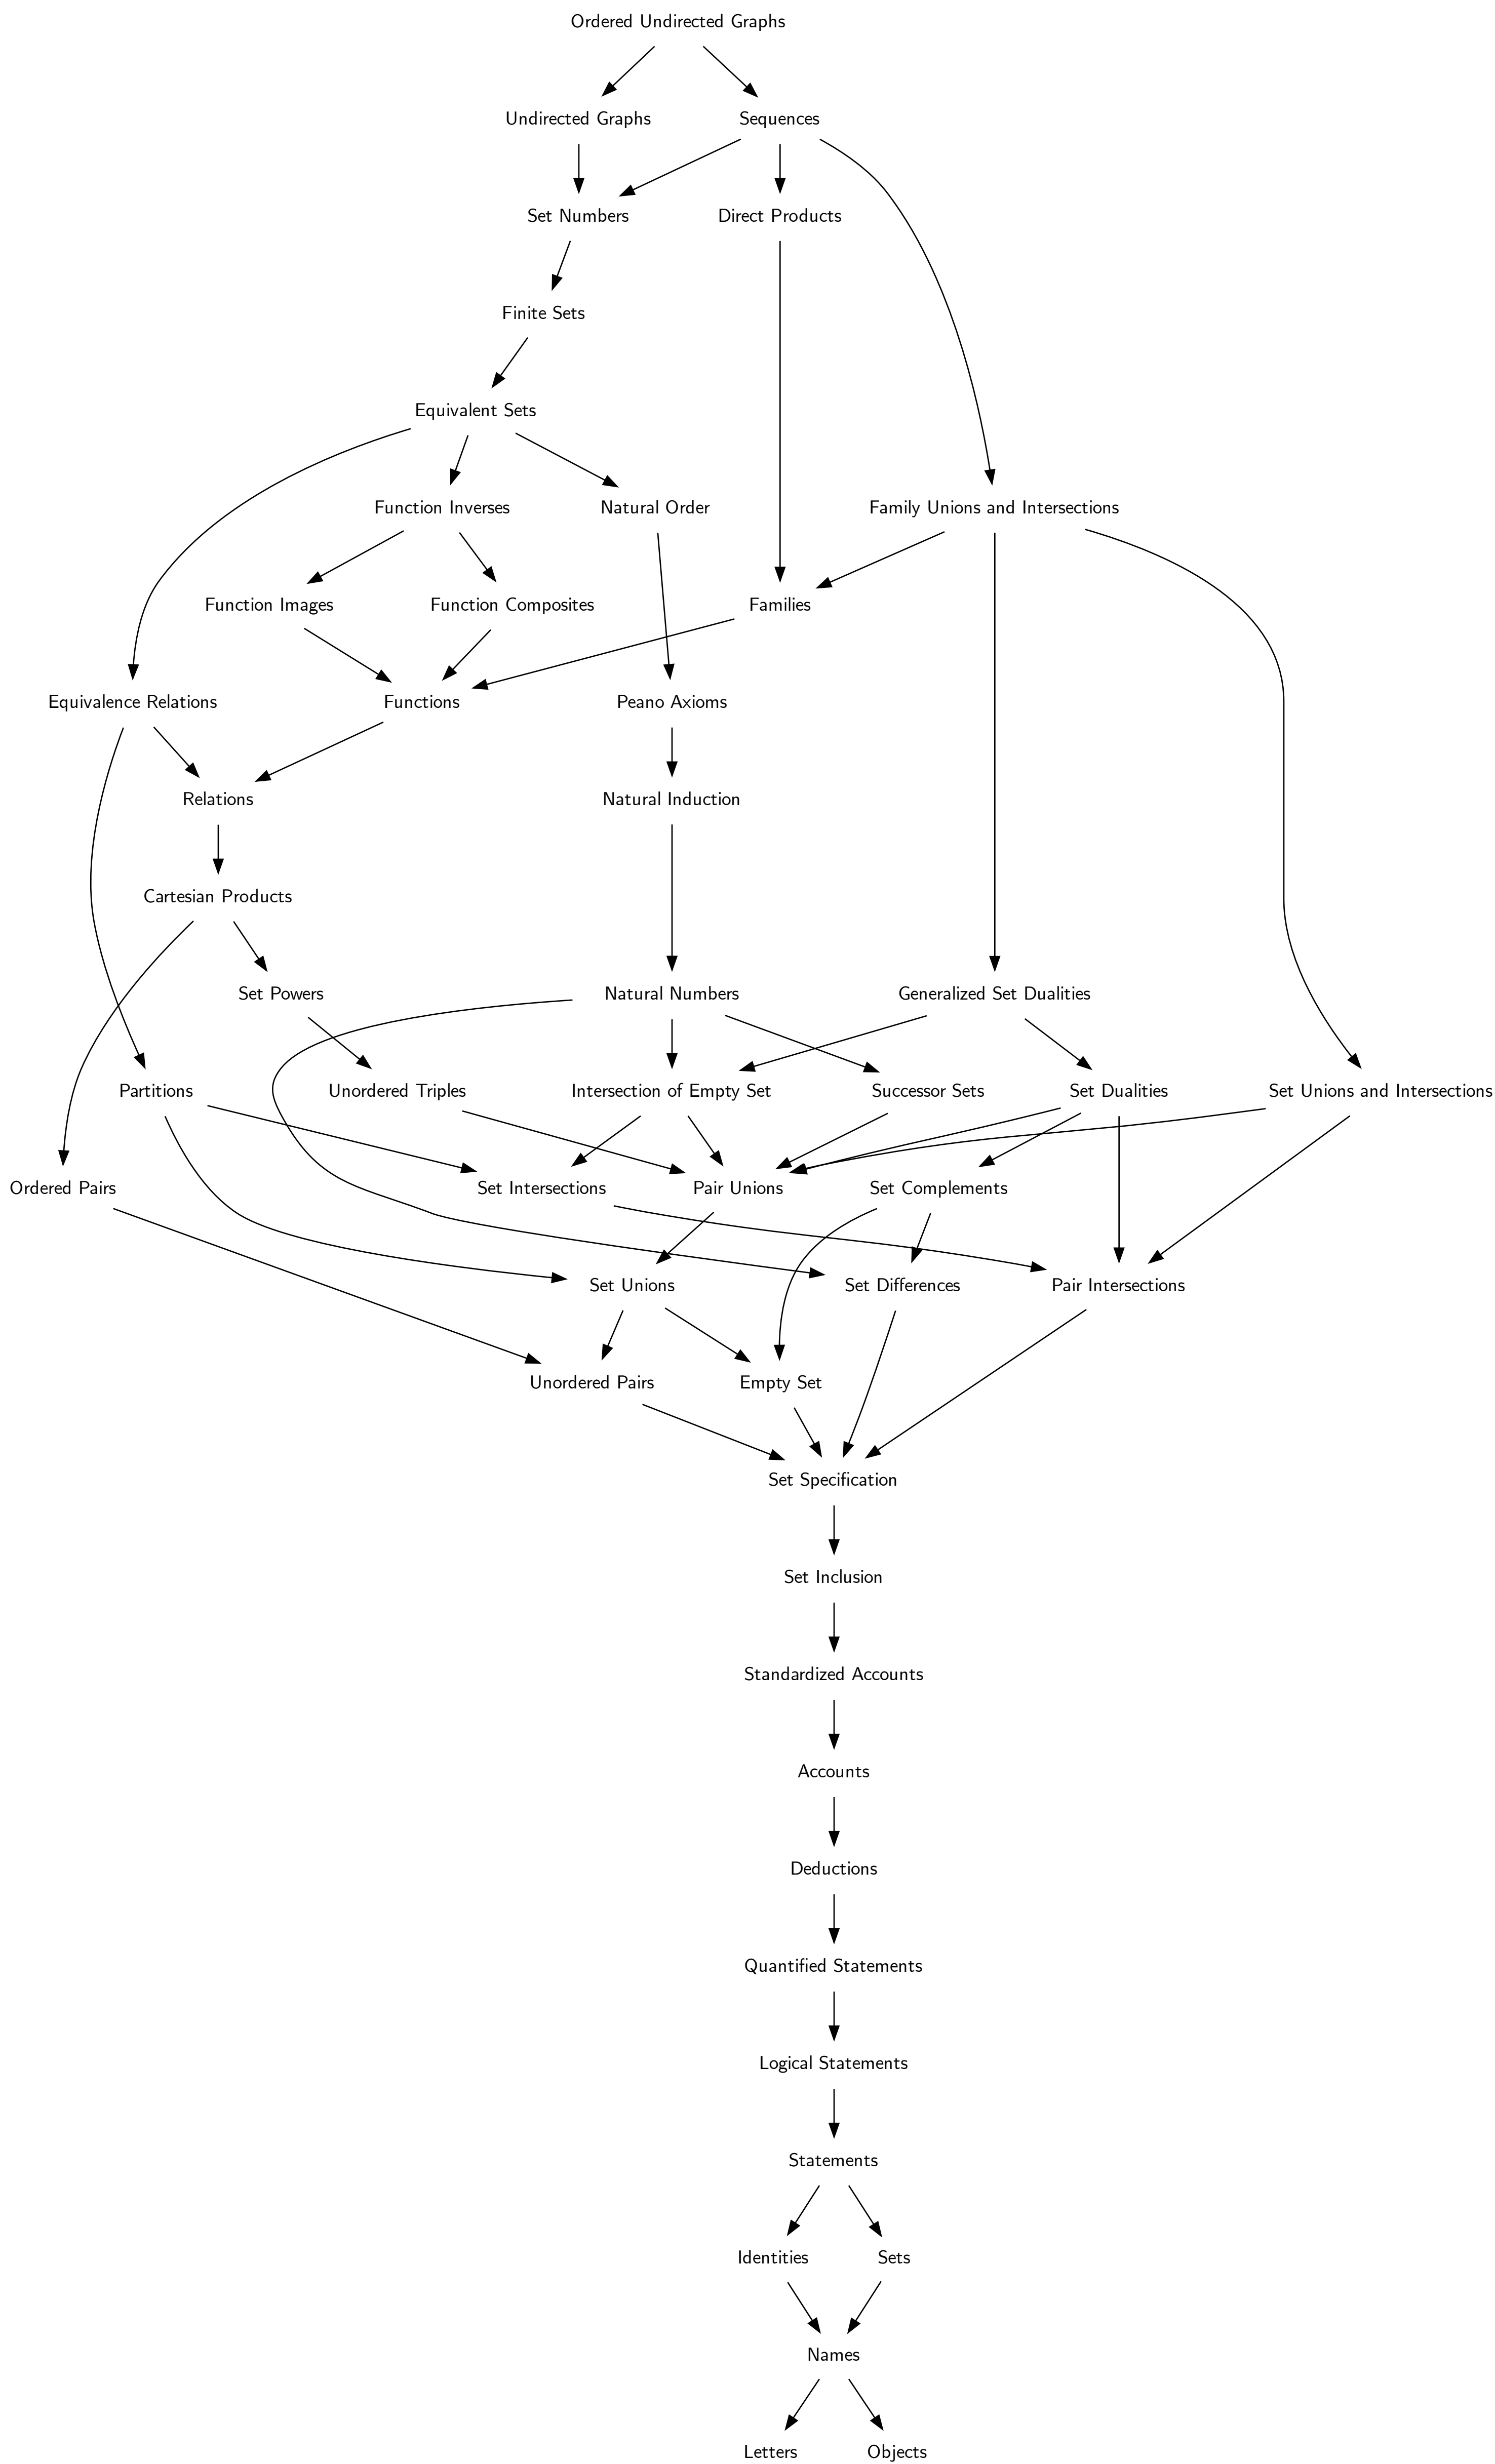 Ordered Undirected Graphs
Undirected Graphs
Sequences
Set Numbers
Direct Products
Finite Sets
Equivalent Sets
Function Inverses
Natural Order
Family Unions and Intersections
Function Images
Function Composites
Families
Equivalence Relations
Functions
Peano Axioms
Relations
Natural Induction
Cartesian Products
Set Powers
Natural Numbers
Generalized Set Dualities
Partitions
Unordered Triples
Intersection of Empty Set
Successor Sets
Set Dualities
Set Unions and Intersections
Ordered Pairs
Set Intersections
Pair Unions
Set Complements
Set Unions
Set Differences
Pair Intersections
Unordered Pairs
Empty Set
Set Specification
Set Inclusion
Standardized Accounts
Accounts
Deductions
Quantified Statements
Logical Statements
Statements
Identities
Sets
Names
Letters
Objects